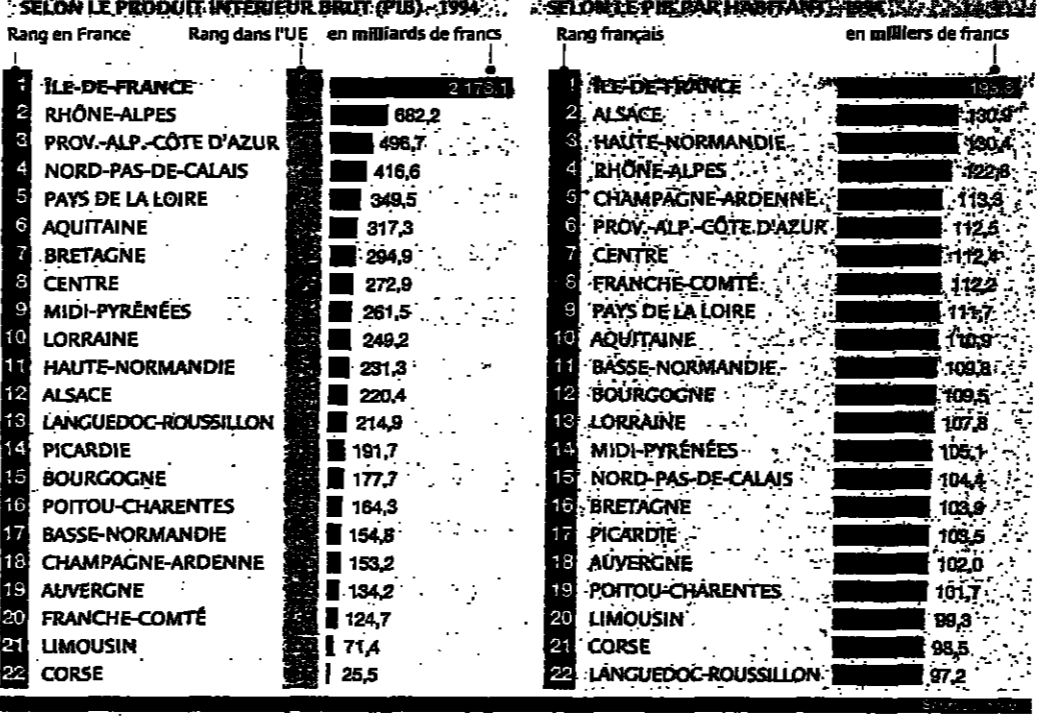 SELON LE PRODUIT INTÉRIEUR BRUT (PIB) - 1994
Rang en France Rang dans l'UE en milliards de francs
1 ÎLE-DE-FRANCE
2 RHÔNE-ALPES 682,2
3 PROV.-ALP.-CÔTE D'AZUR 496,7
4 NORD-PAS-DE-CALAIS 416,6
5 PAYS DE LA LOIRE 349,5
6 AQUITAINE 317,3
7 BRETAGNE 294,9
8 CENTRE 272,9
9 MIDI-PYRÉNÉES 261,5
10 LORRAINE 249,2
11 HAUTE-NORMANDIE 231,3
12 ALSACE 220,4
13 LANGUEDOC-ROUSSILLON 214,9
14 PICARDIE 191,7
15 BOURGOGNE 177,7
16 POITOU-CHARENTES 164,3
17 BASSE-NORMANDIE 154,8
18 CHAMPAGNE-ARDENNE 153,2
19 AUVERGNE 134,2
20 FRANCHE-COMTÉ 124,7
21 LIMOUSIN 71,4
22 CORSE 25,5
SELON LE PIB PAR HABITANT - 1994
Rang français en milliers de francs
1 ÎLE-DE-FRANCE
2 ALSACE 130,9
3 HAUTE-NORMANDIE 130,4
4 RHÔNE-ALPES 122,8
5 CHAMPAGNE-ARDENNE 113,3
6 PROV.-ALP.-CÔTE D'AZUR 112,5
7 CENTRE 112,4
8 FRANCHE-COMTÉ 112,2
9 PAYS DE LA LOIRE 111,7
10 AQUITAINE 110,9
11 BASSE-NORMANDIE 109,8
12 BOURGOGNE 109,5
13 LORRAINE 107,8
14 MIDI-PYRÉNÉES 105,1
15 NORD-PAS-DE-CALAIS 104,4
16 BRETAGNE 103,9
17 PICARDIE 103,5
18 AUVERGNE 102,0
19 POITOU-CHARENTES 101,7
20 LIMOUSIN 99,3
21 CORSE 98,5
22 LANGUEDOC-ROUSSILLON 97,2